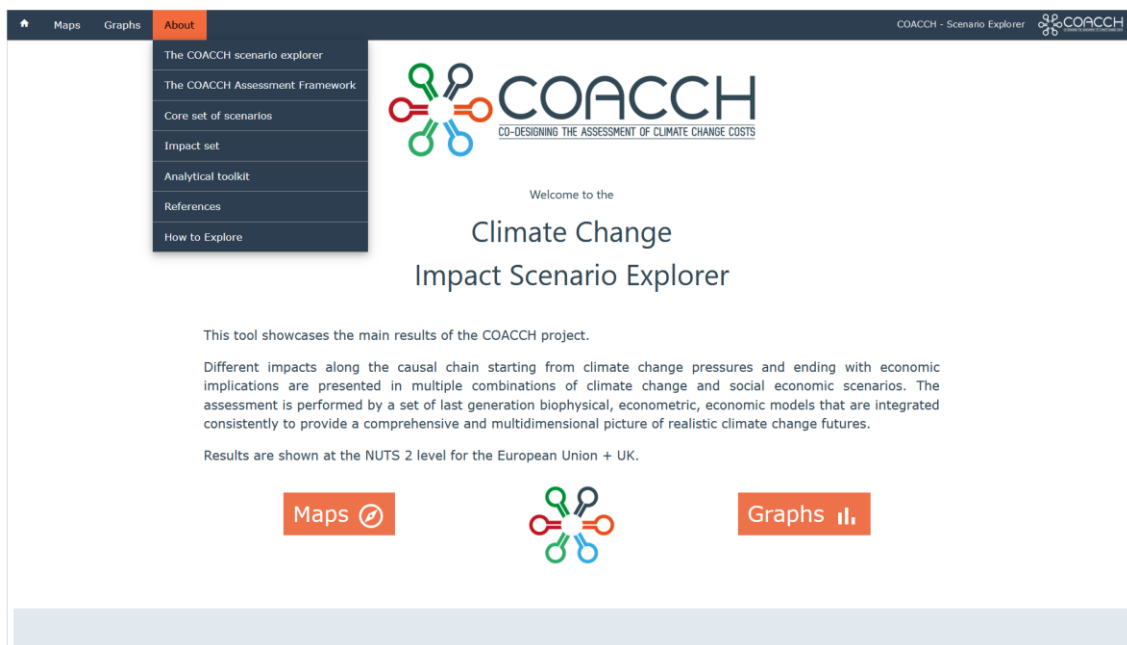 Maps Graphs About COACCH - Scenario Explorer COACCH
The COACCH scenario explorer
The COACCH Assessment Framework
Core set of scenarios
Impact set
Analytical toolkit
References
How to Explore
COACCH
CO-DESIGNING THE ASSESSMENT OF CLIMATE CHANGE COSTS
Welcome to the
Climate Change
Impact Scenario Explorer
This tool showcases the main results of the COACCH project.
Different impacts along the causal chain starting from climate change pressures and ending with economic
implications are presented in multiple combinations of climate change and social economic scenarios. The
assessment is performed by a set of last generation biophysical, econometric, economic models that are integrated
consistently to provide a comprehensive and multidimensional picture of realistic climate change futures.
Results are shown at the NUTS 2 level for the European Union + UK.
Maps Graphs